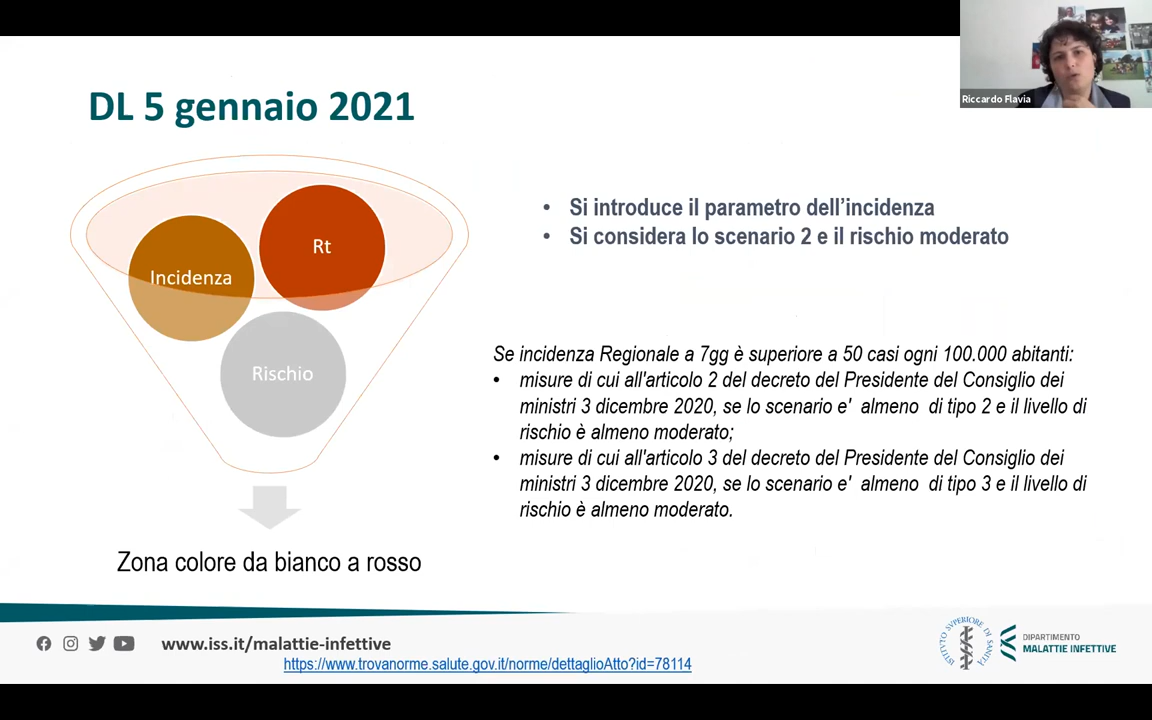 DL 5 gennaio 2021
Riccardo Flavia
Incidenza
Rt
Rischio
Zona colore da bianco a rosso
• Si introduce il parametro dell’incidenza
• Si considera lo scenario 2 e il rischio moderato
Se incidenza Regionale a 7gg è superiore a 50 casi ogni 100.000 abitanti:
• misure di cui all'articolo 2 del decreto del Presidente del Consiglio dei
ministri 3 dicembre 2020, se lo scenario e' almeno di tipo 2 e il livello di
rischio è almeno moderato;
• misure di cui all'articolo 3 del decreto del Presidente del Consiglio dei
ministri 3 dicembre 2020, se lo scenario e' almeno di tipo 3 e il livello di
rischio è almeno moderato.
www.iss.it/malattie-infettive
https://www.trovanorme.salute.gov.it/norme/dettaglioAtto?id=78114
ISTITUTO SUPERIORE DI SANITÀ
DIPARTIMENTO
MALATTIE INFETTIVE